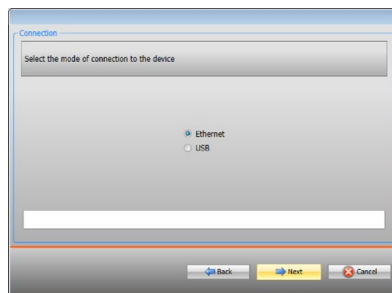 Connection
Select the mode of connection to the device
Ethernet
USB
Back
Next
Cancel